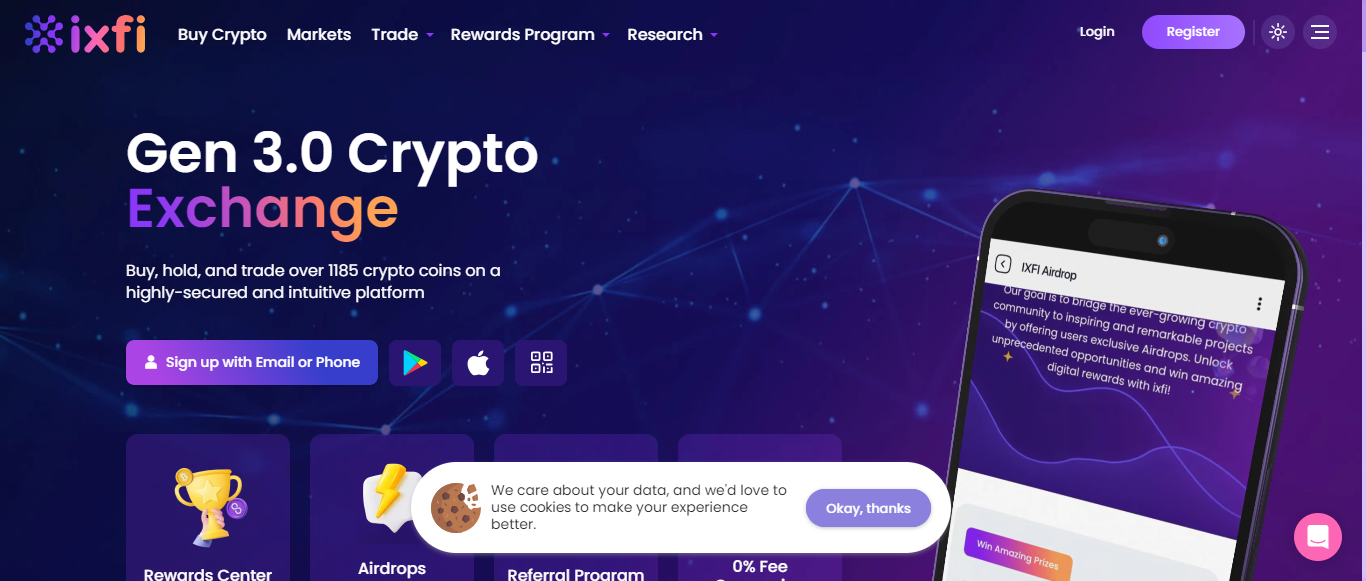 ixfi
Buy Crypto
Markets
Trade
Rewards Program
Research
Login
Register
Gen 3.0 Crypto
Exchange
Buy, hold, and trade over 1185 crypto coins on a
highly-secured and intuitive platform
Sign up with Email or Phone
Rewards Center
Airdrops
Referral Program
0% Fee
We care about your data, and we'd love to
use cookies to make your experience
better.
Okay, thanks
IXFI Airdrop
Our goal is to bridge the ever-growing crypto
community to inspiring and remarkable projects
by offering users exclusive Airdrops. Unlock
unprecedented opportunities and win amazing
digital rewards with ixfi!
Win Amazing Prizes